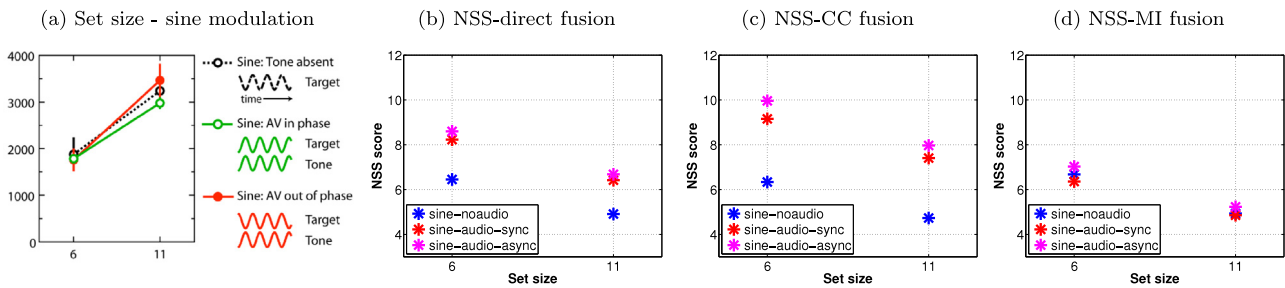 (a) Set size - sine modulation
4000
3000
2000
1000
0
6
11
Sine: Tone absent
Target
time
Sine: AV in phase
Target
Tone
Sine: AV out of phase
Target
Tone
(b) NSS-direct fusion
NSS score
12
10
8
6
4
sine-noaudio
sine-audio-sync
sine-audio-async
6
11
Set size
(c) NSS-CC fusion
NSS score
12
10
8
6
4
sine-noaudio
sine-audio-sync
sine-audio-async
6
11
Set size
(d) NSS-MI fusion
NSS score
12
10
8
6
4
sine-noaudio
sine-audio-sync
sine-audio-async
6
11
Set size